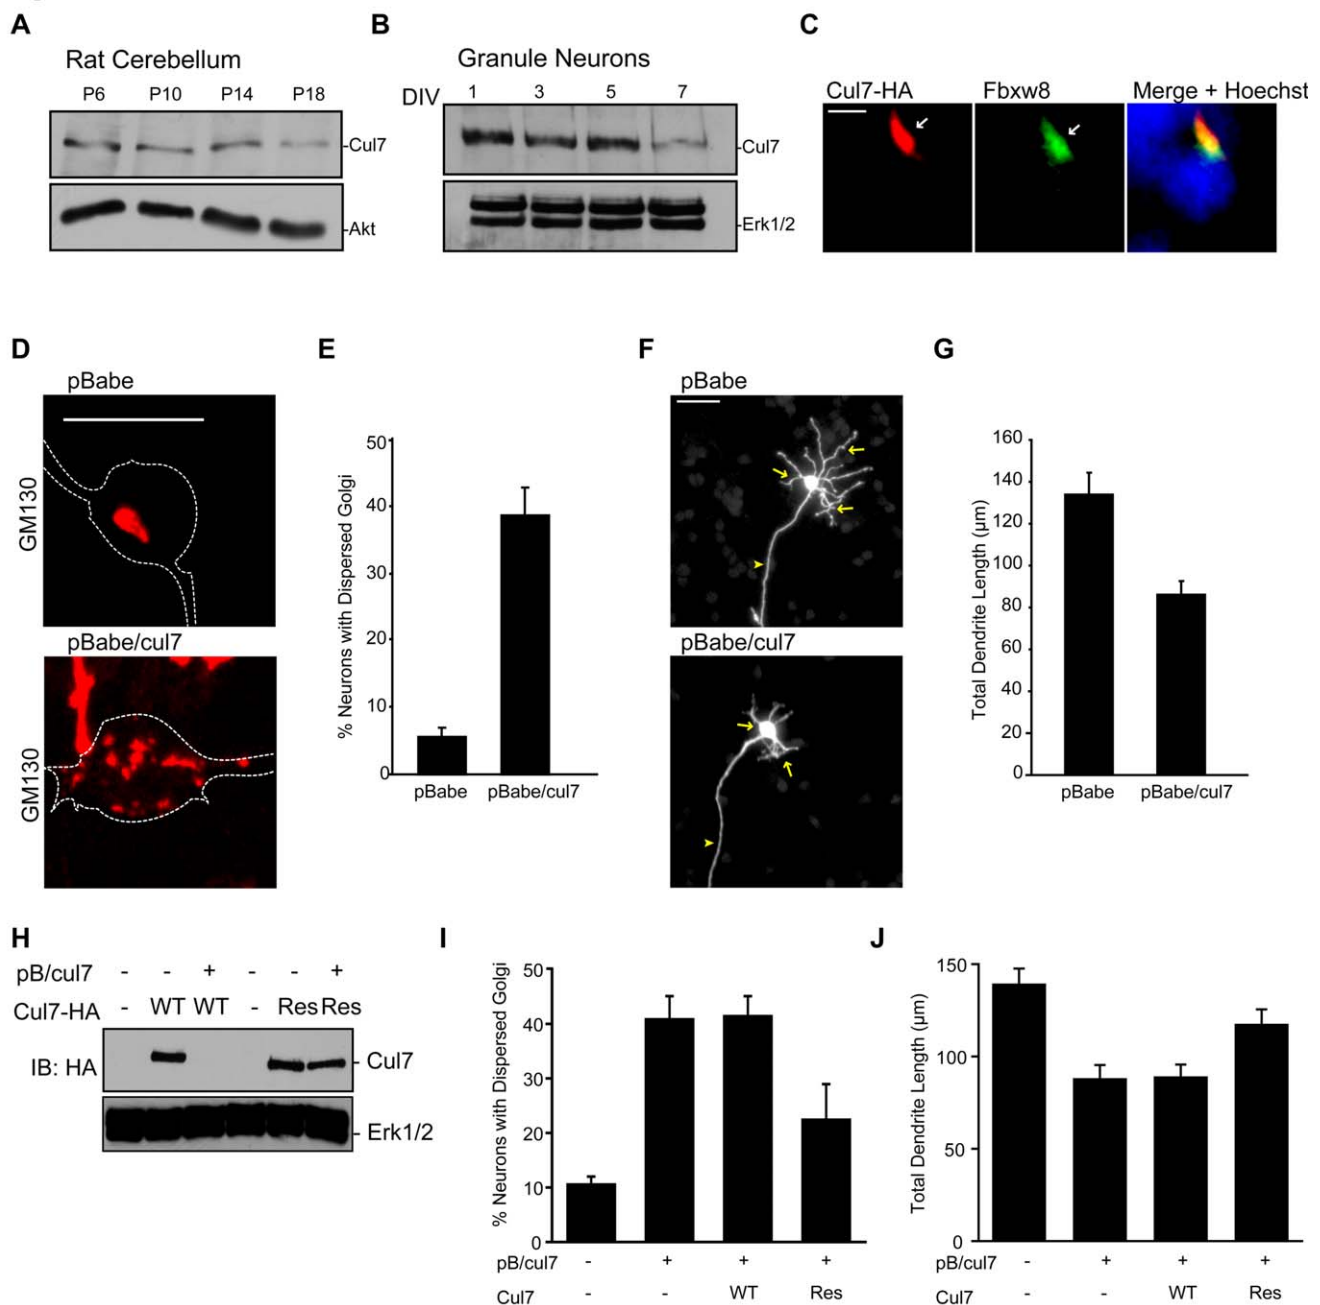 A
Rat Cerebellum
P6 P10 P14 P18
-Cul7
-Akt
B
Granule Neurons
DIV 1 3 5 7
-Cul7
-Erk1/2
C
Cul7-HA Fbxw8 Merge + Hoechst
D
pBabe
GM130
pBabe/cul7
GM130
E
% Neurons with Dispersed Golgi
50
40
30
20
10
0
pBabe pBabe/cul7
F
pBabe
pBabe/cul7
G
Total Dendrite Length (µm)
160
140
120
100
80
60
40
20
0
pBabe pBabe/cul7
H
pB/cul7 - - + - - +
Cul7-HA - WT WT - Res Res
IB: HA
- Cul7
- Erk1/2
I
% Neurons with Dispersed Golgi
50
40
30
20
10
0
pB/cul7 - + + +
Cul7 - - WT Res
J
Total Dendrite Length (µm)
150
100
50
0
pB/cul7 - + + +
Cul7 - - WT Res